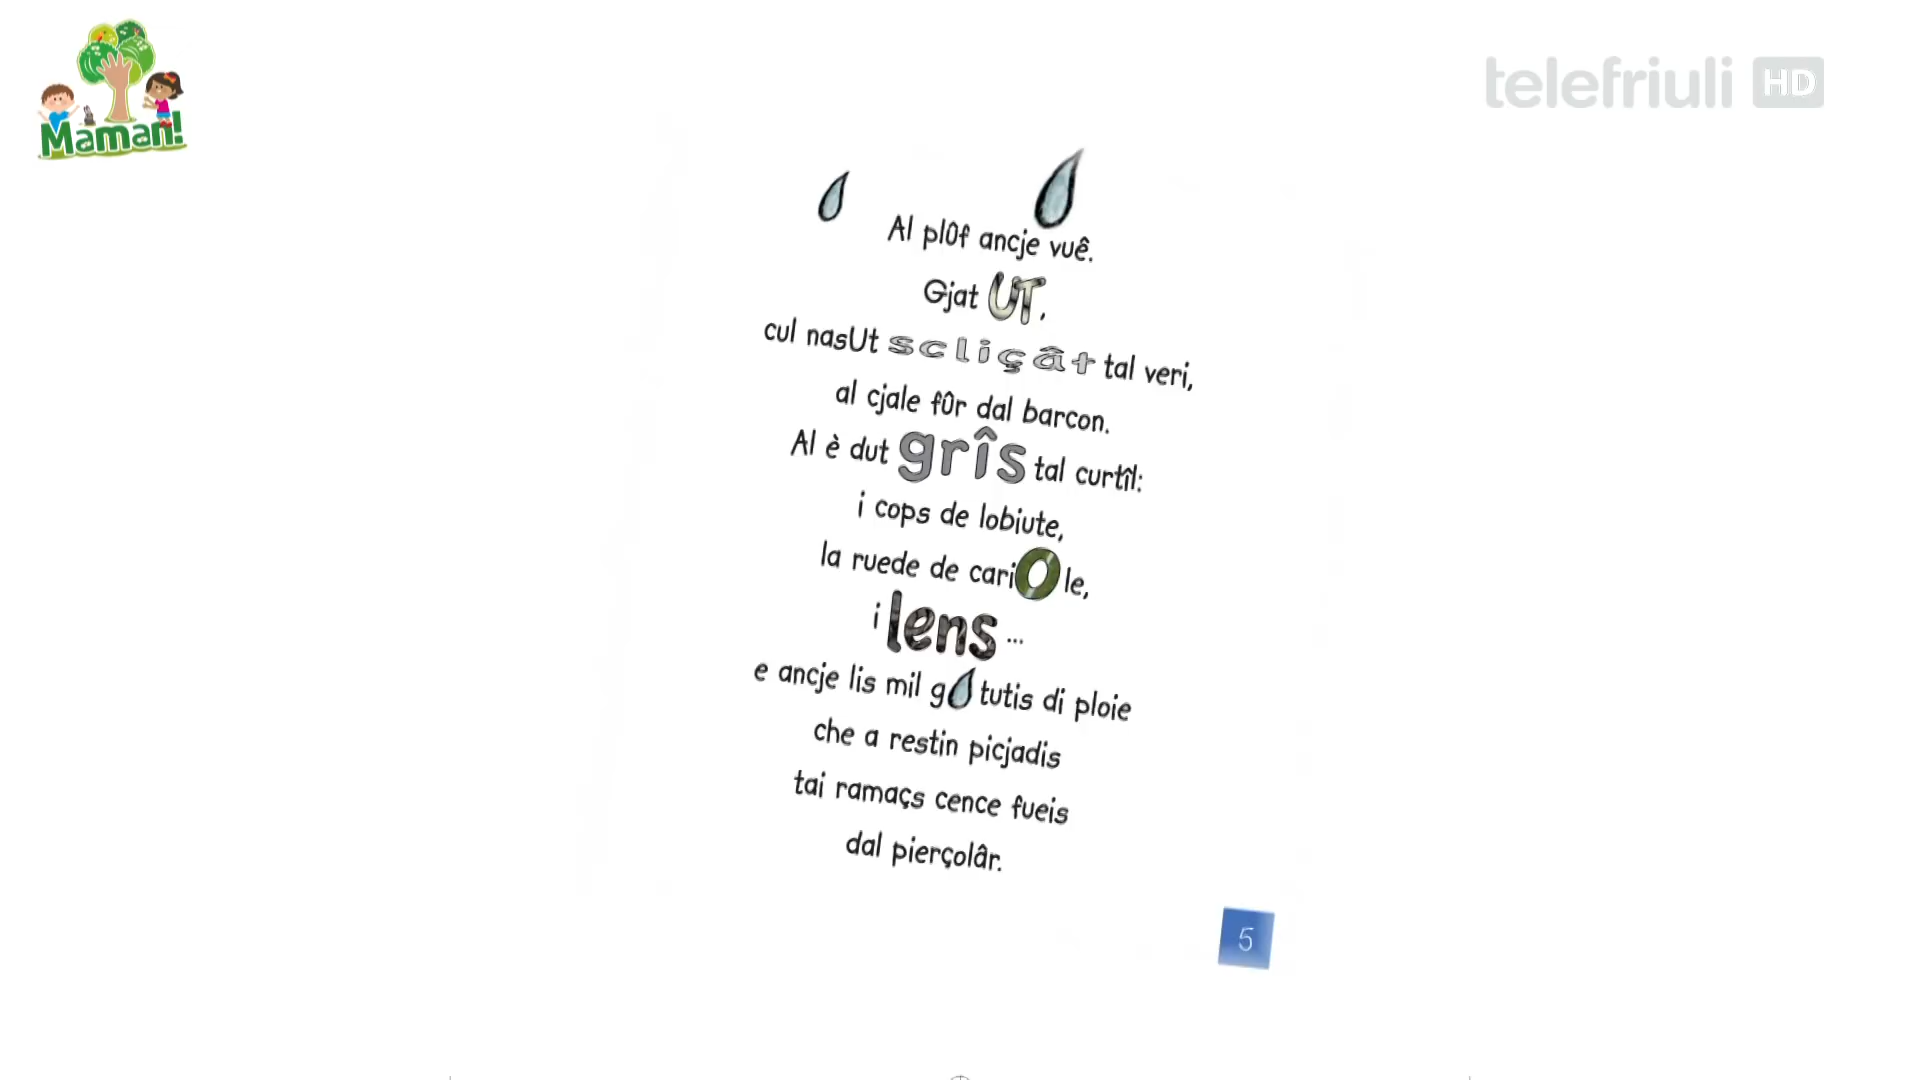 Maman!
telefriuli HD
Al plûf ancje vuê.
Gjat UT,
cul nasUt scliçât tal veri,
al cjale fûr dal barcon.
Al è dut grîs tal curtîl:
i cops de lobiute,
la ruede de cariOle,
i lens...
e ancje lis mil gotutis di ploie
che a restin picjadis
tai ramaçs cence fueis
dal pierçolâr.
5